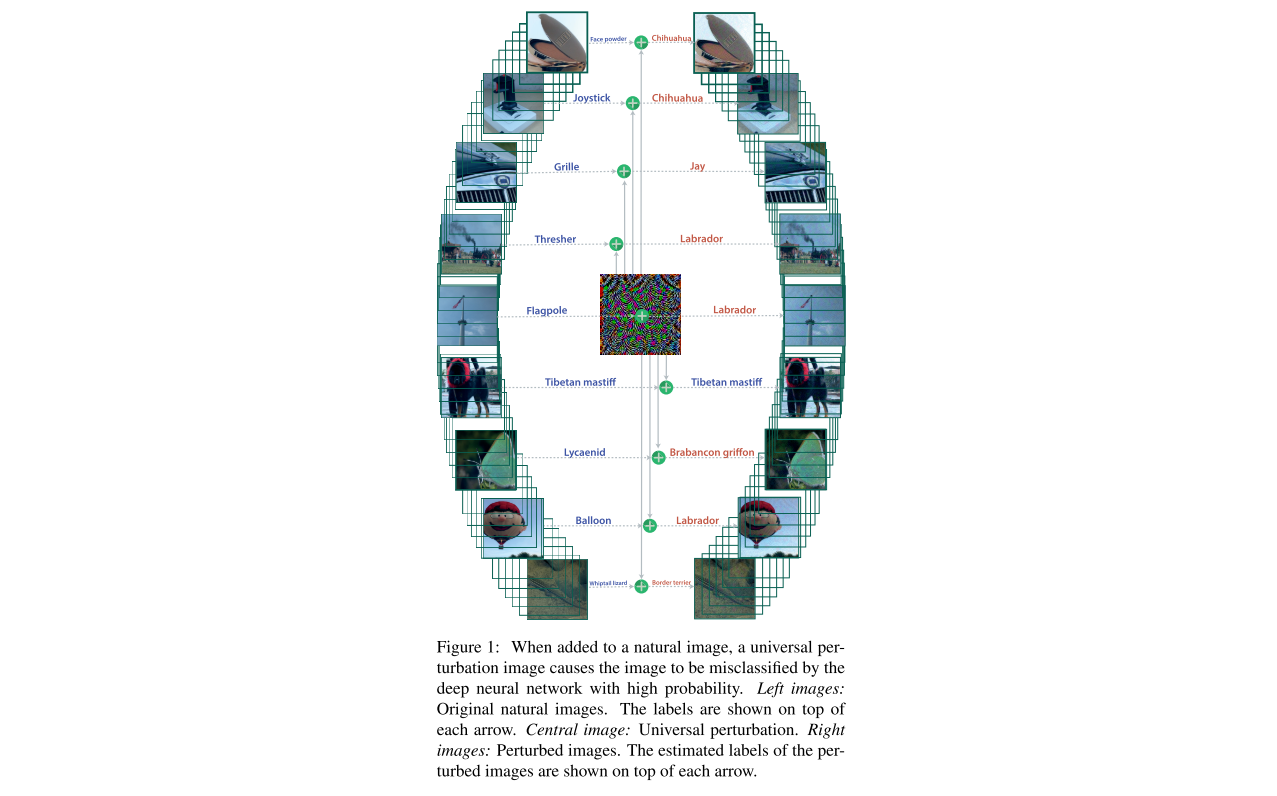 Face powder Chihuahua
Joystick Chihuahua
Grille Jay
Thresher Labrador
Flagpole Labrador
Tibetan mastiff Tibetan mastiff
Lycaenid Brabancon griffon
Balloon Labrador
Whiptail lizard Border terrier
Figure 1: When added to a natural image, a universal per-
turbation image causes the image to be misclassified by the
deep neural network with high probability. Left images:
Original natural images. The labels are shown on top of
each arrow. Central image: Universal perturbation. Right
images: Perturbed images. The estimated labels of the per-
turbed images are shown on top of each arrow.